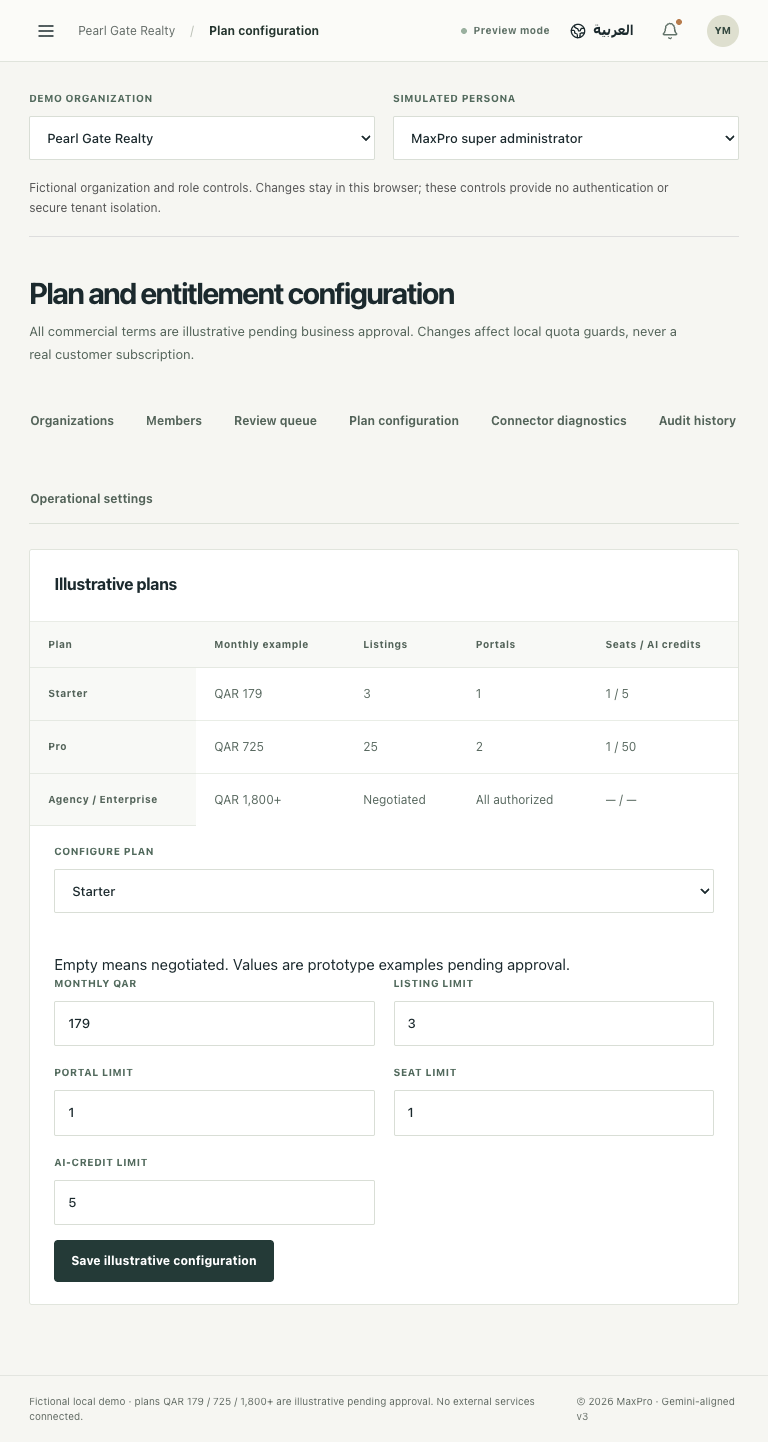 Pearl Gate Realty / Plan configuration Preview mode العربية YM
DEMO ORGANIZATION SIMULATED PERSONA
Pearl Gate Realty MaxPro super administrator
Fictional organization and role controls. Changes stay in this browser; these controls provide no authentication or
secure tenant isolation.
Plan and entitlement configuration
All commercial terms are illustrative pending business approval. Changes affect local quota guards, never a
real customer subscription.
Organizations Members Review queue Plan configuration Connector diagnostics Audit history
Operational settings
Illustrative plans
Plan Monthly example Listings Portals Seats / AI credits
Starter QAR 179 3 1 1 / 5
Pro QAR 725 25 2 1 / 50
Agency / Enterprise QAR 1,800+ Negotiated All authorized — / —
CONFIGURE PLAN
Starter
Empty means negotiated. Values are prototype examples pending approval.
MONTHLY QAR LISTING LIMIT
179 3
PORTAL LIMIT SEAT LIMIT
1 1
AI-CREDIT LIMIT
5
Save illustrative configuration
Fictional local demo · plans QAR 179 / 725 / 1,800+ are illustrative pending approval. No external services
connected.
© 2026 MaxPro · Gemini-aligned
v3